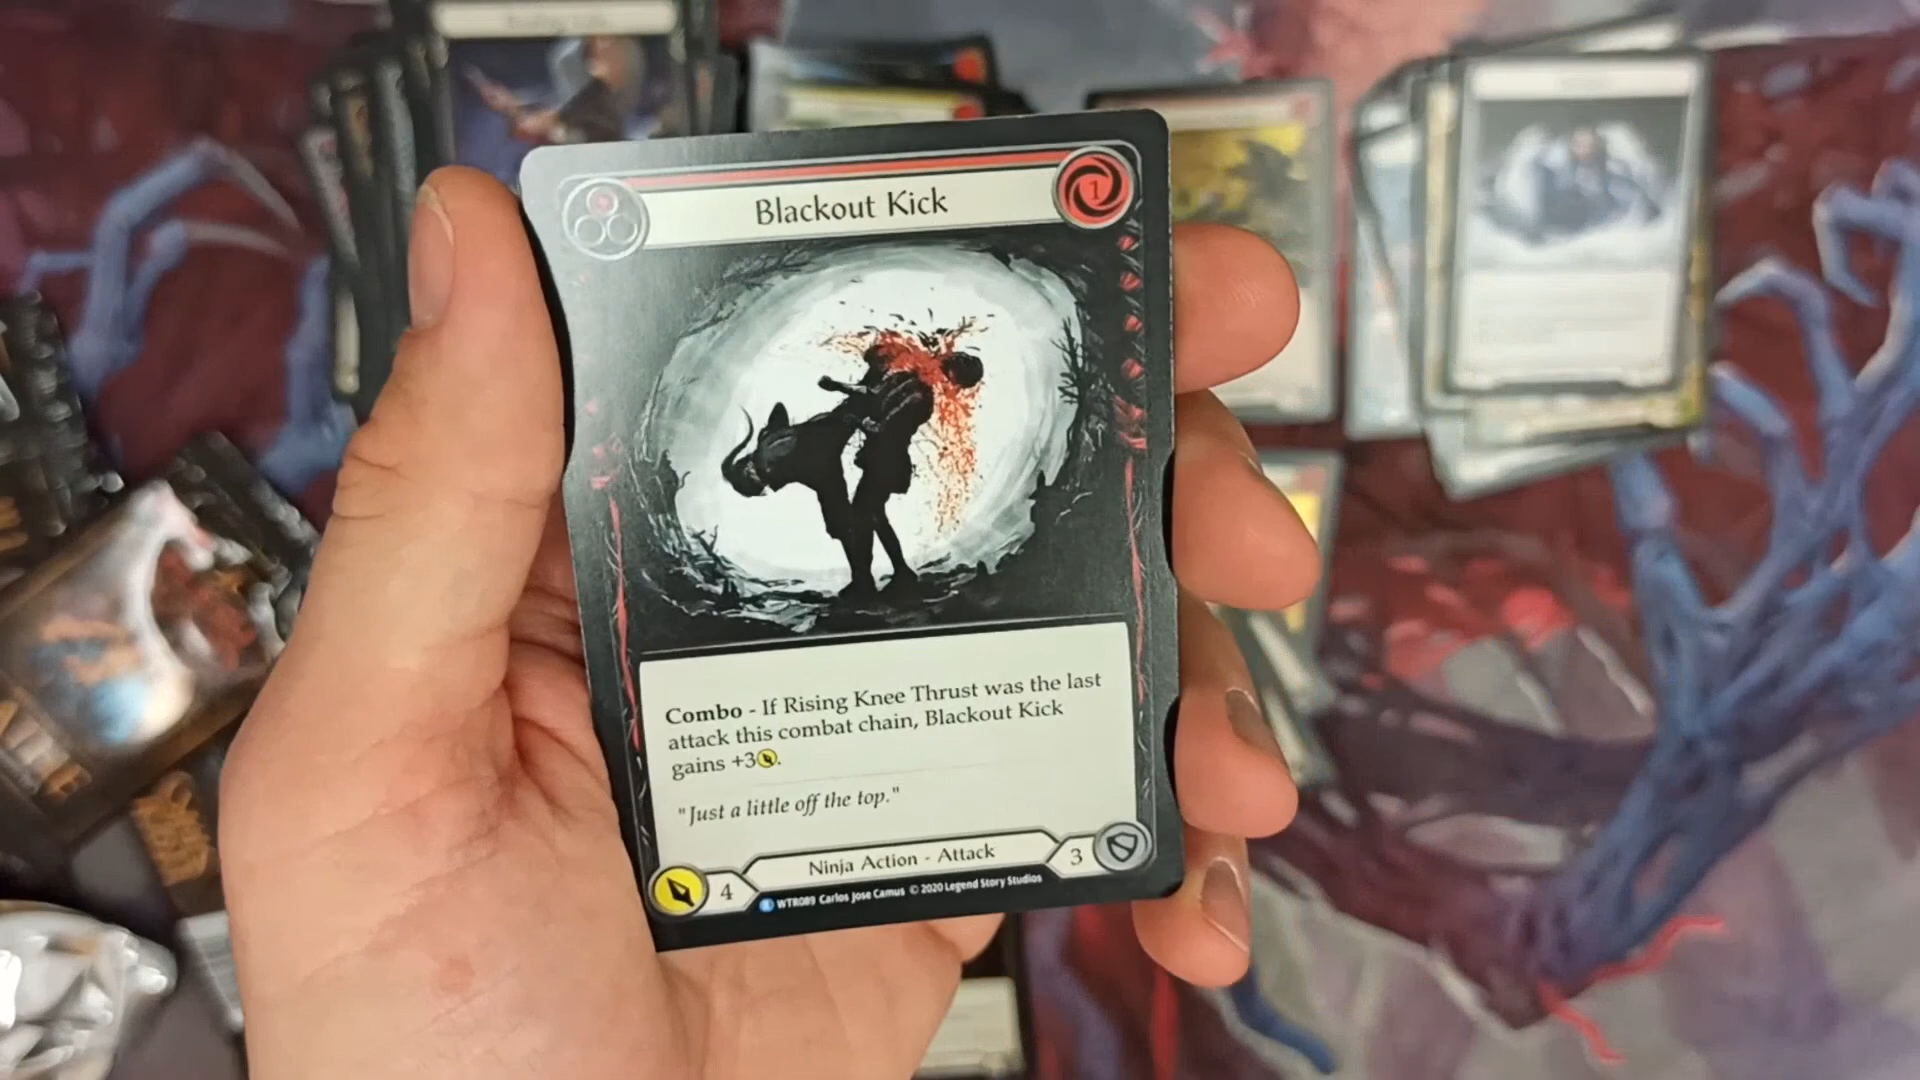 Blackout Kick
1
Combo - If Rising Knee Thrust was the last
attack this combat chain, Blackout Kick
gains +3.
"Just a little off the top."
Ninja Action - Attack
4
3
WTR089 Carlos Jose Camus © 2020 Legend Story Studios